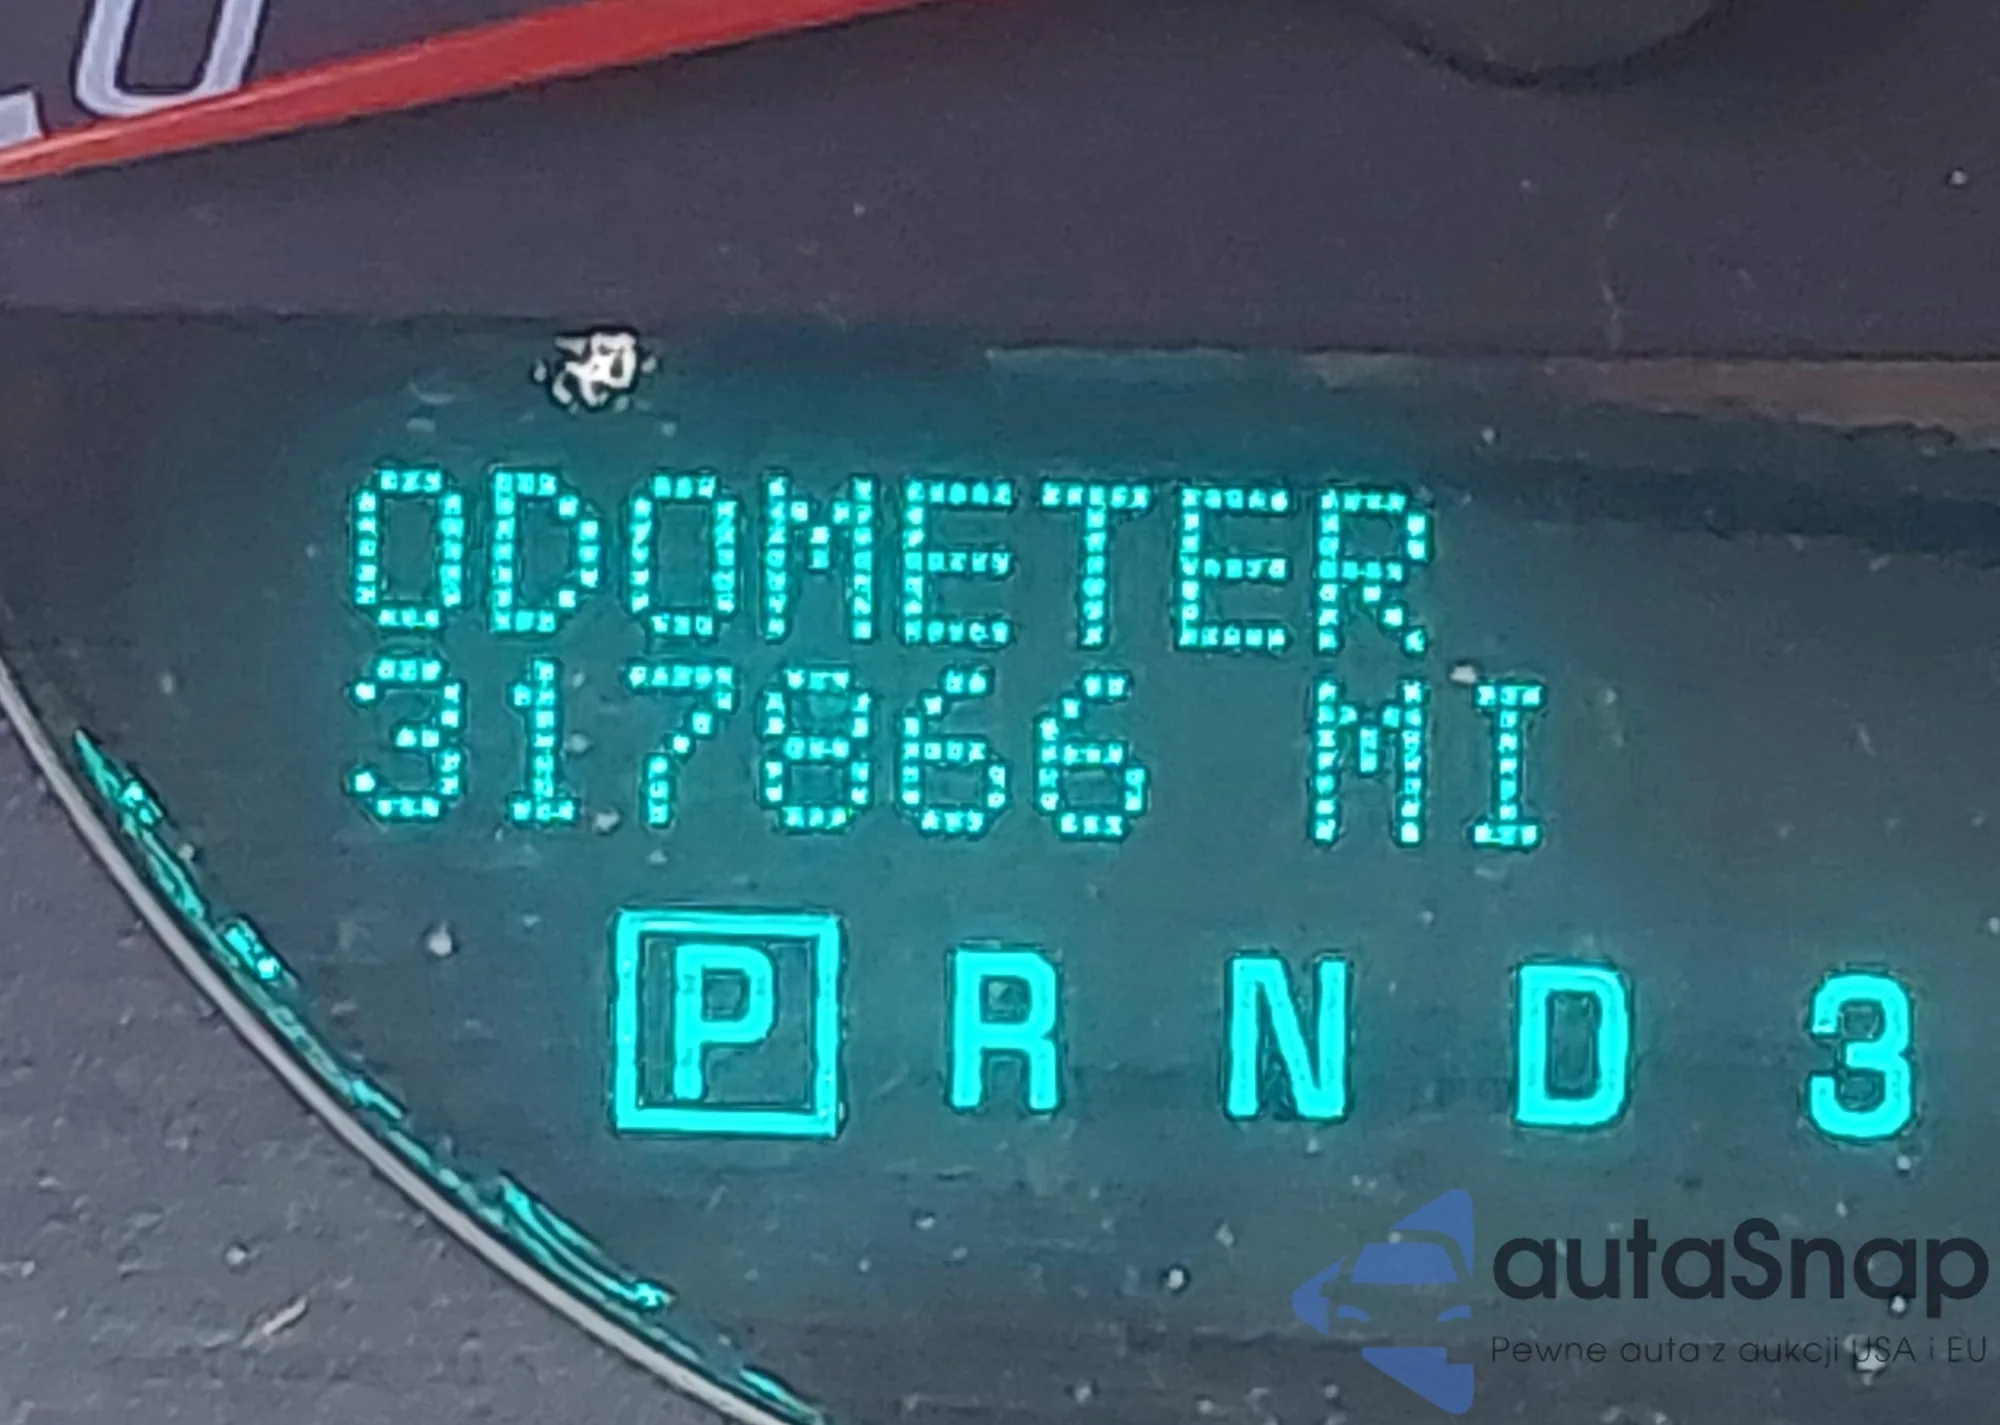 ODOMETER
317866 MI
P R N D 3
autaSnap
Pewne auta z aukcji USA i EU